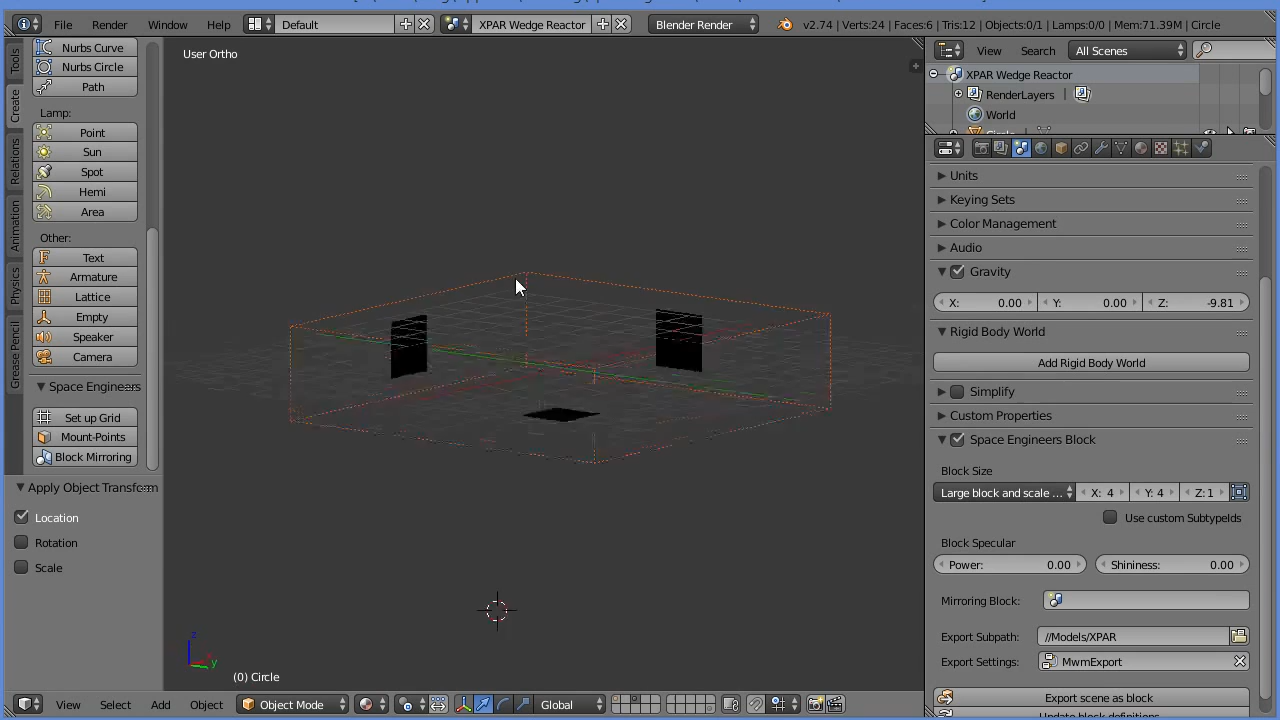 File Render Window Help Default XPAR Wedge Reactor Blender Render v2.74 | Verts:24 | Faces:6 | Tris:12 | Objects:0/1 | Lamps:0/0 | Mem:71.39M | Circle
Tools
Create
Relations
Animation
Physics
Grease Pencil
Nurbs Curve
Nurbs Circle
Path
Lamp:
Point
Sun
Spot
Hemi
Area
Other:
Text
Armature
Lattice
Empty
Speaker
Camera
Space Engineers
Set up Grid
Mount-Points
Block Mirroring
Apply Object Transform
Location
Rotation
Scale
User Ortho
z
y
(0) Circle
View Select Add Object Object Mode Global
View Search All Scenes
XPAR Wedge Reactor
RenderLayers
World
Circle
Units
Keying Sets
Color Management
Audio
Gravity
X: 0.00 Y: 0.00 Z: -9.81
Rigid Body World
Add Rigid Body World
Simplify
Custom Properties
Space Engineers Block
Block Size
Large block and scale ... X: 4 Y: 4 Z: 1
Use custom SubtypeIds
Block Specular
Power: 0.00 Shininess: 0.00
Mirroring Block:
Export Subpath: //Models/XPAR
Export Settings: MwmExport
Export scene as block
Update block definitions